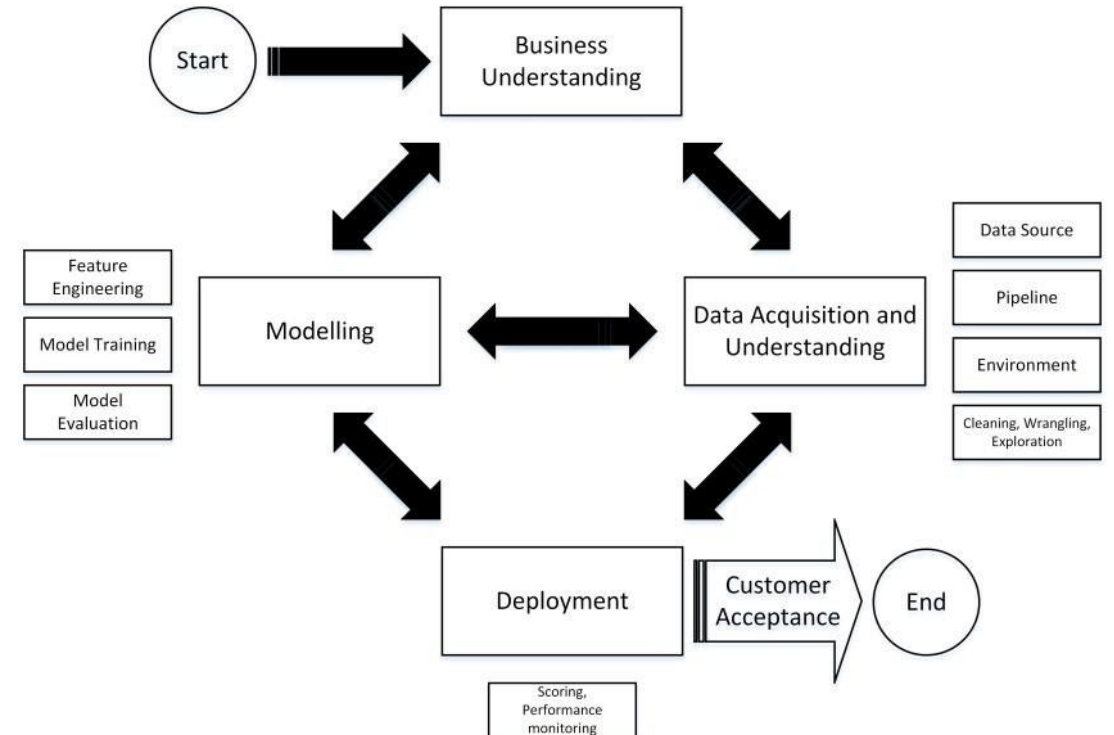 Start
Business
Understanding
Data Source
Feature
Engineering
Pipeline
Modelling
Data Acquisition and
Understanding
Model Training
Environment
Model
Evaluation
Cleaning, Wrangling,
Exploration
Deployment
Customer
Acceptance
End
Scoring,
Performance
monitoring